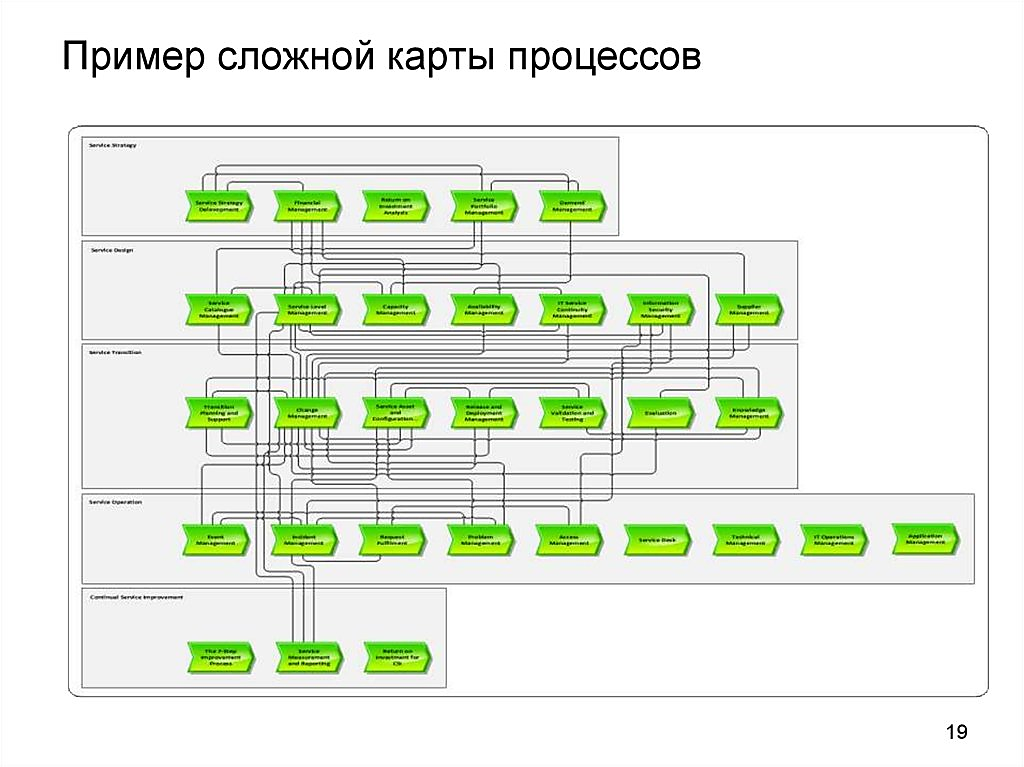 Пример сложной карты процессов
Service Strategy
Service Strategy
Development
Financial
Management
Return on
Investment
Analysis
Service
Portfolio
Management
Demand
Management
Service Design
Service
Catalogue
Management
Service Level
Management
Capacity
Management
Availability
Management
IT Service
Continuity
Management
Information
Security
Management
Supplier
Management
Service Transition
Transition
Planning and
Support
Change
Management
Service Asset
and
Configuration...
Release and
Deployment
Management
Service
Validation and
Testing
Evaluation
Knowledge
Management
Service Operation
Event
Management
Incident
Management
Request
Fulfilment
Problem
Management
Access
Management
Service Desk
Technical
Management
IT Operations
Management
Application
Management
Continual Service Improvement
The 7-Step
Improvement
Process
Service
Measurement
and Reporting
Return on
Investment for
CSI
19